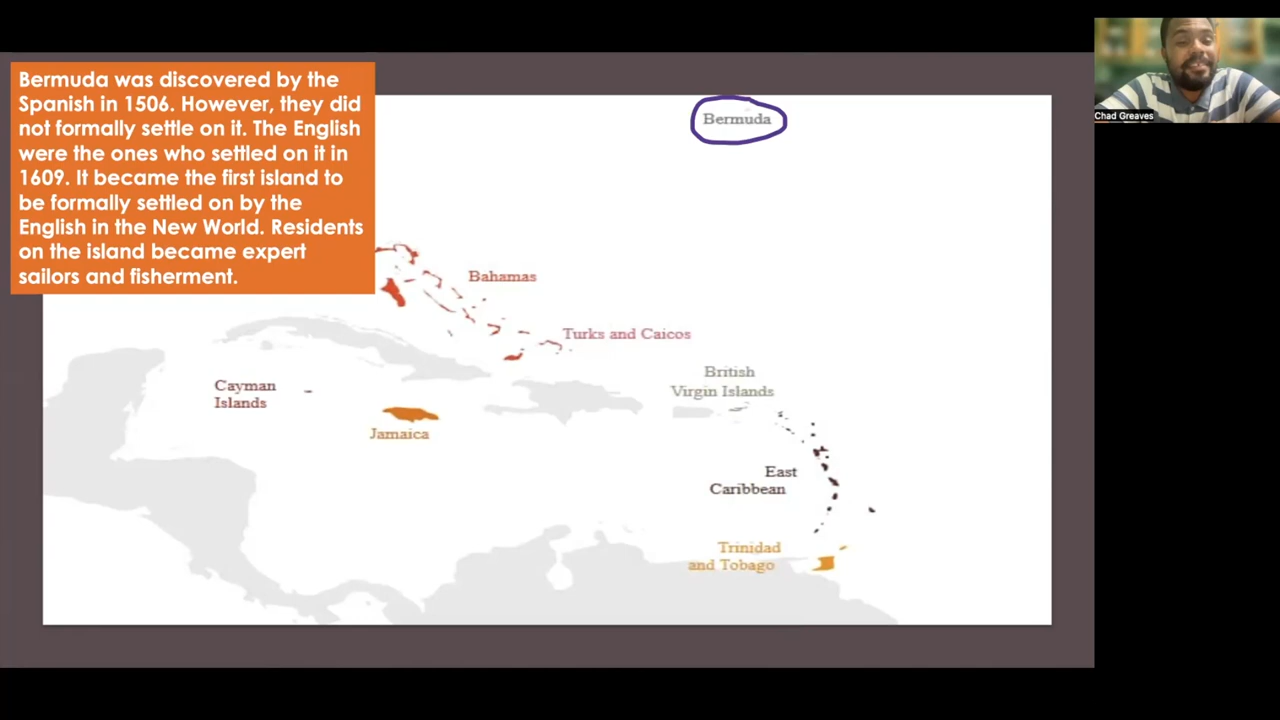 Bermuda was discovered by the
Spanish in 1506. However, they did
not formally settle on it. The English
were the ones who settled on it in
1609. It became the first island to
be formally settled on by the
English in the New World. Residents
on the island became expert
sailors and fisherment.
Bermuda
Bahamas
Turks and Caicos
British
Virgin Islands
Cayman
Islands
Jamaica
East
Caribbean
Trinidad
and Tobago
Chad Greaves